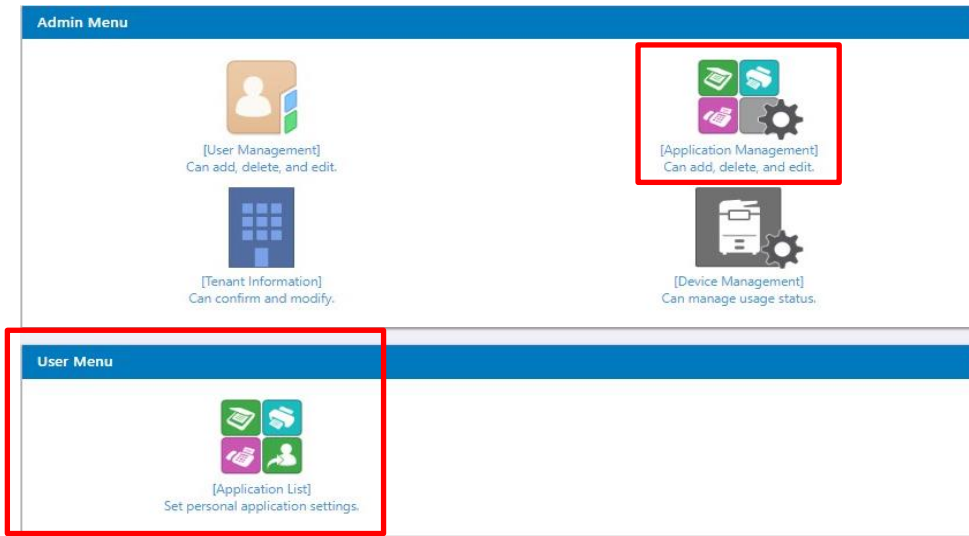 Admin Menu
[User Management]
Can add, delete, and edit.
[Application Management]
Can add, delete, and edit.
[Tenant Information]
Can confirm and modify.
[Device Management]
Can manage usage status.
User Menu
[Application List]
Set personal application settings.